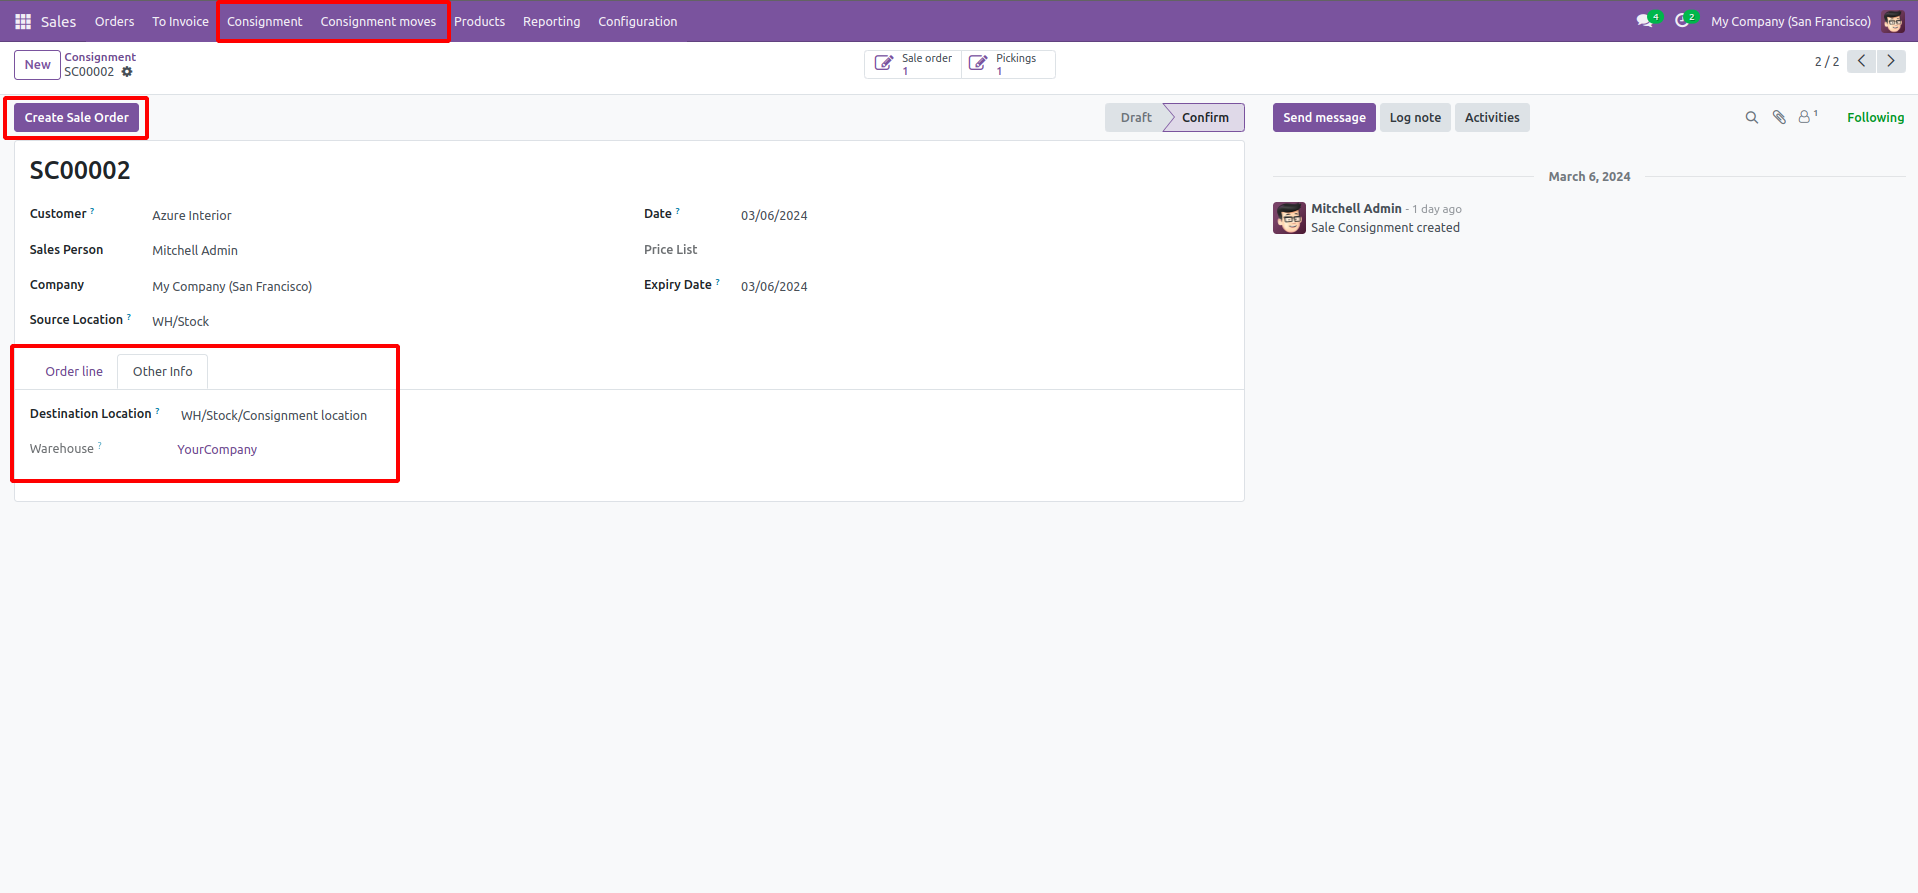 Sales Orders To Invoice Consignment Consignment moves Products Reporting Configuration 4 2 My Company (San Francisco)
New Consignment
SC00002
Sale order
1
Pickings
1
2 / 2
Create Sale Order
Draft Confirm
Send message Log note Activities
1
Following
SC00002
Customer ? Azure Interior
Date ? 03/06/2024
Sales Person Mitchell Admin
Price List
Company My Company (San Francisco)
Expiry Date ? 03/06/2024
Source Location ? WH/Stock
Order line Other Info
Destination Location ? WH/Stock/Consignment location
Warehouse ? YourCompany
March 6, 2024
Mitchell Admin - 1 day ago
Sale Consignment created